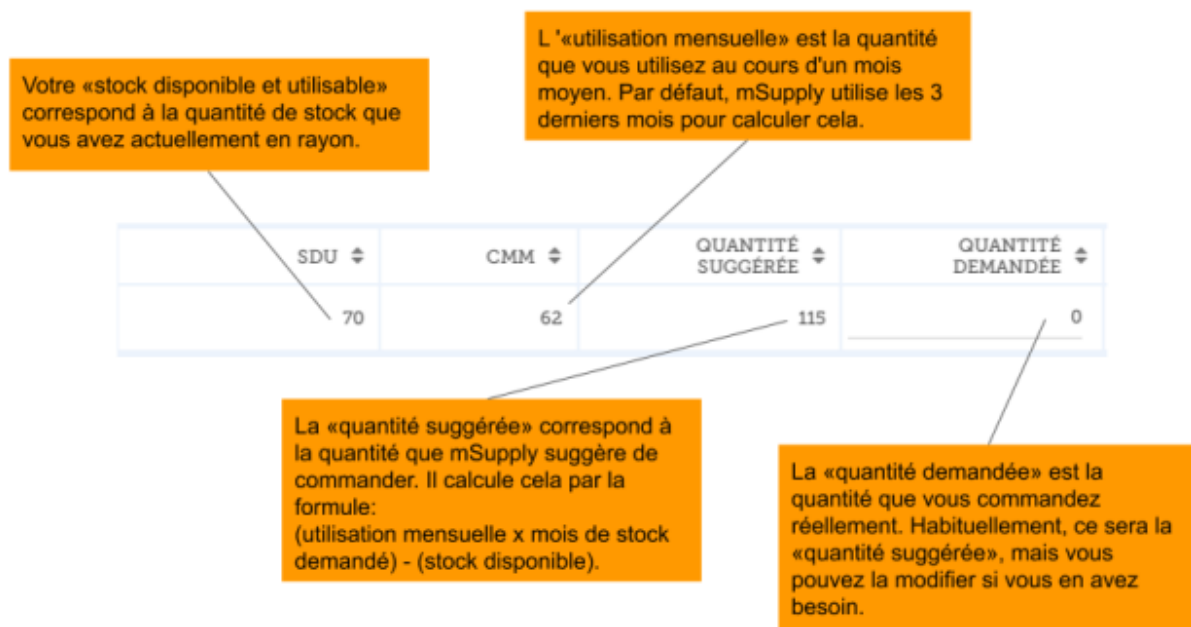 L '«utilisation mensuelle» est la quantité
que vous utilisez au cours d'un mois
moyen. Par défaut, mSupply utilise les 3
derniers mois pour calculer cela.
Votre «stock disponible et utilisable»
correspond à la quantité de stock que
vous avez actuellement en rayon.
SDU
CMM
QUANTITÉ
SUGGÉRÉE
QUANTITÉ
DEMANDÉE
70
62
115
0
La «quantité suggérée» correspond à
la quantité que mSupply suggère de
commander. Il calcule cela par la
formule:
(utilisation mensuelle x mois de stock
demandé) - (stock disponible).
La «quantité demandée» est la
quantité que vous commandez
réellement. Habituellement, ce sera la
«quantité suggérée», mais vous
pouvez la modifier si vous en avez
besoin.